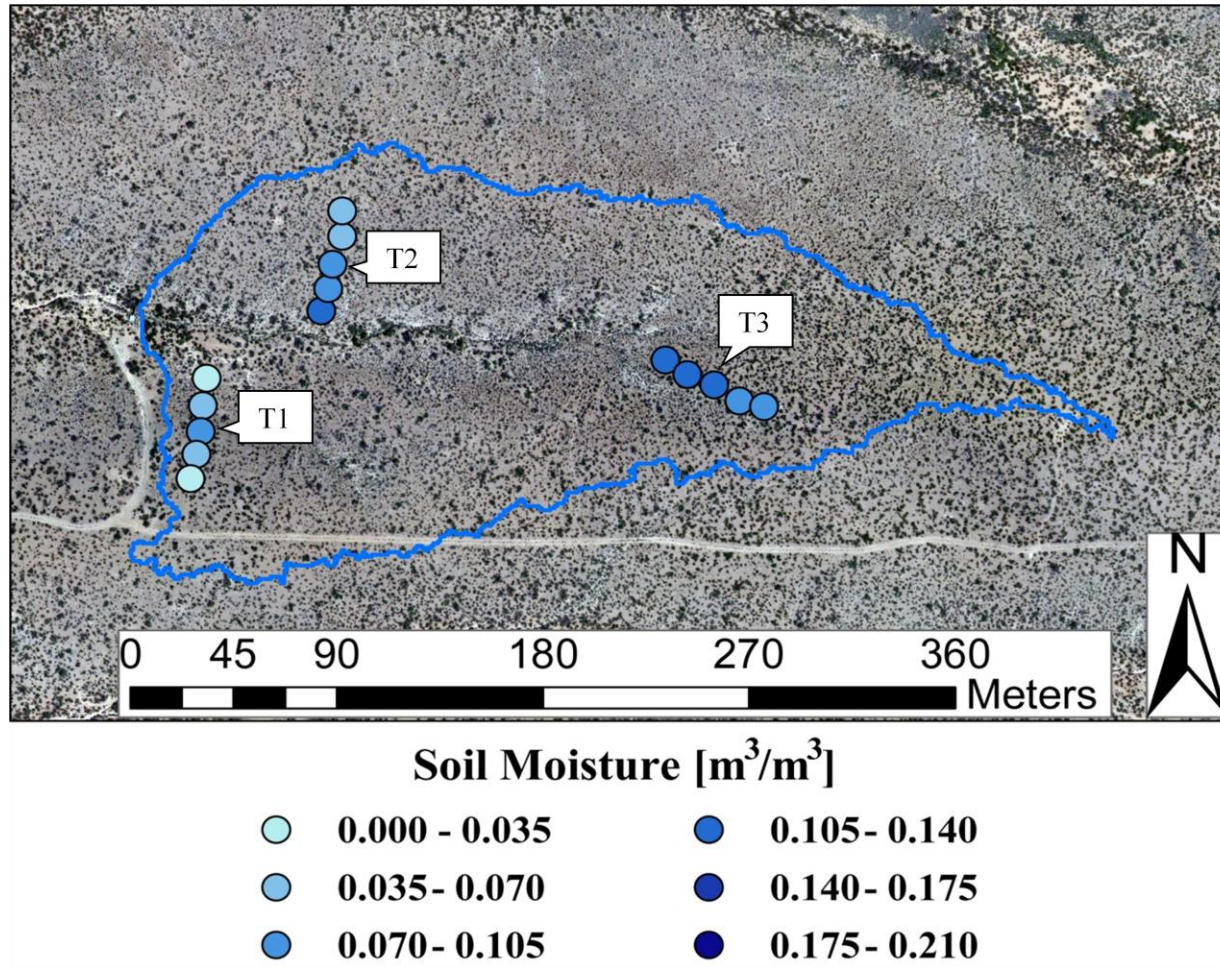 T2
T3
T1
N
0 45 90 180 270 360
Meters
Soil Moisture [m³/m³]
0.000 - 0.035 0.105 - 0.140
0.035 - 0.070 0.140 - 0.175
0.070 - 0.105 0.175 - 0.210